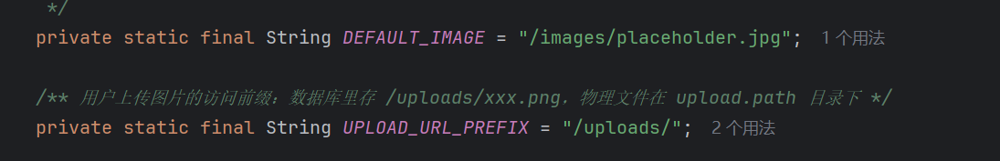 */
private static final String DEFAULT_IMAGE = "/images/placeholder.jpg"; 1 个用法
/** 用户上传图片的访问前缀：数据库里存 /uploads/xxx.png，物理文件在 upload.path 目录下 */
private static final String UPLOAD_URL_PREFIX = "/uploads/"; 2 个用法